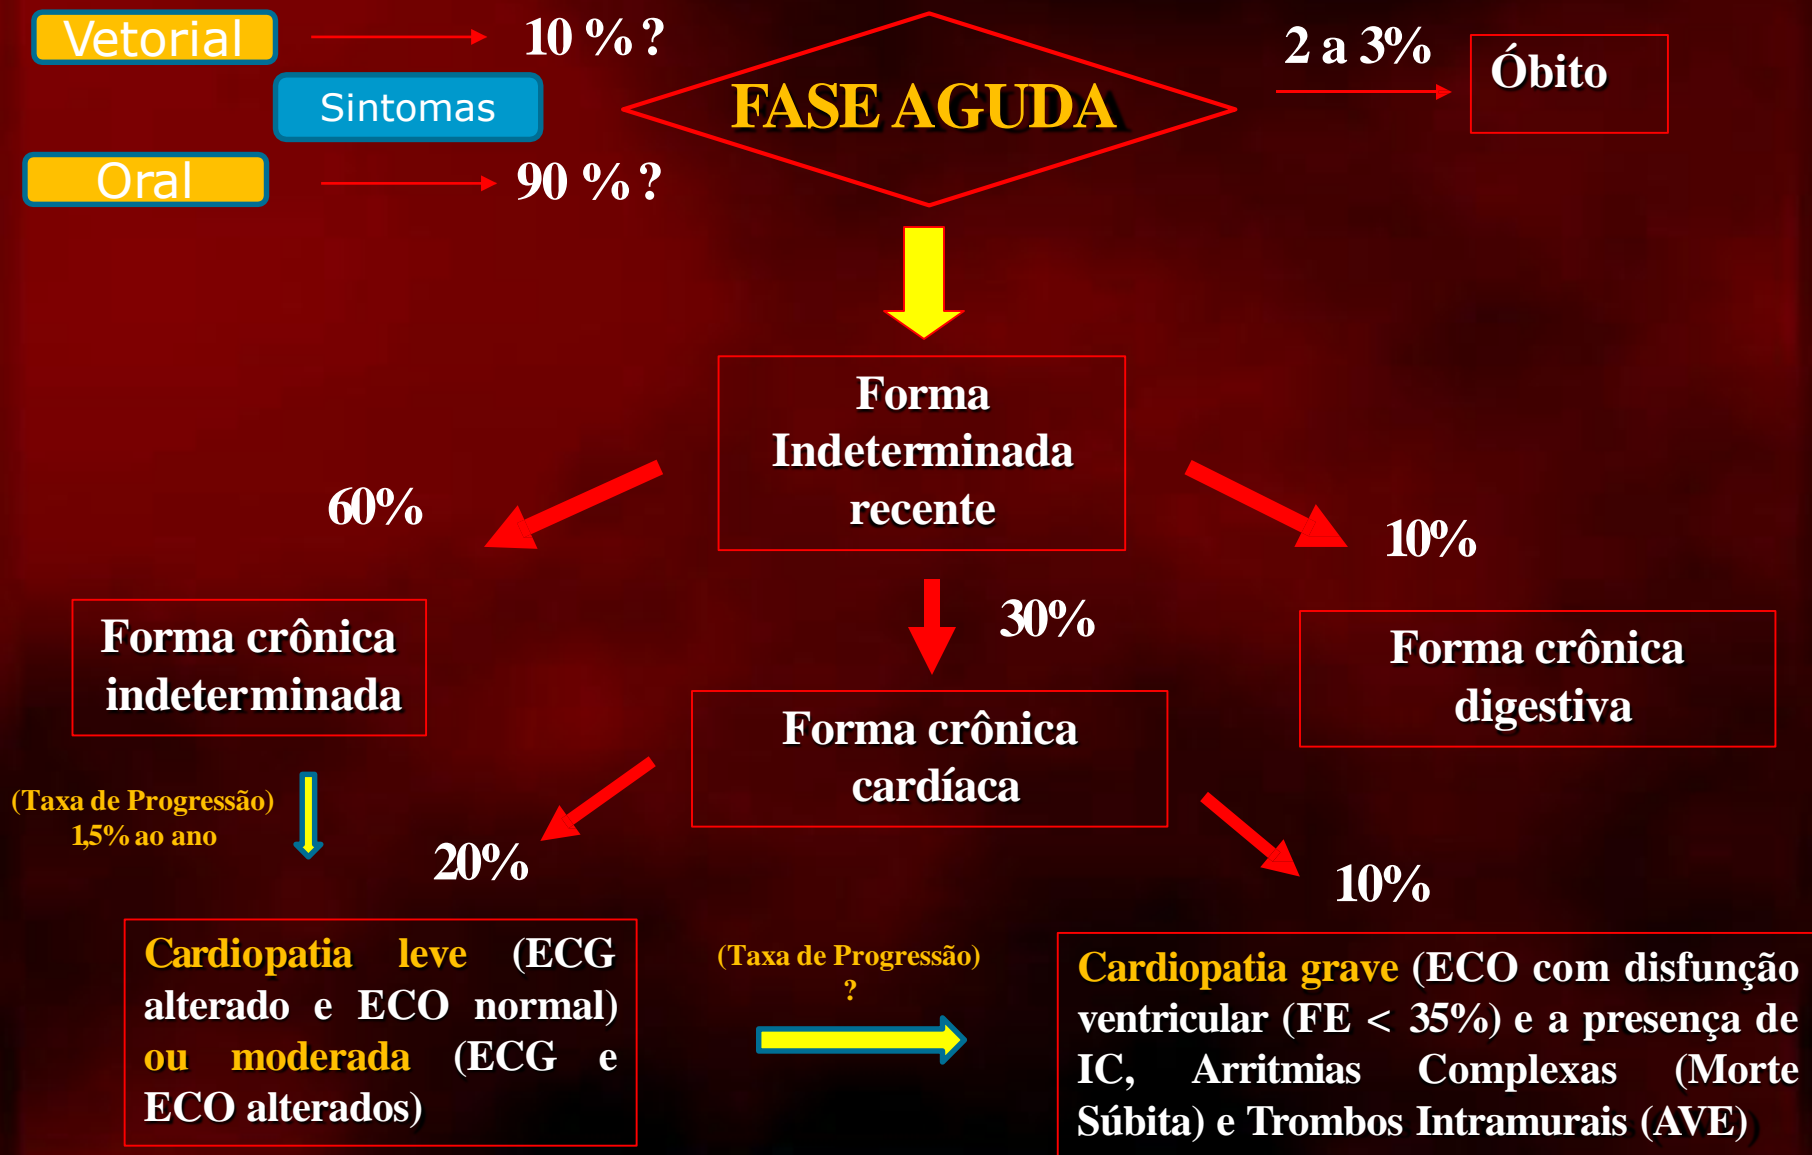 Vetorial
10 % ?
Sintomas
Oral
90 % ?
FASE AGUDA
2 a 3%
Óbito
Forma
Indeterminada
recente
60%
30%
10%
Forma crônica
indeterminada
Forma crônica
cardíaca
Forma crônica
digestiva
(Taxa de Progressão)
1,5% ao ano
20%
10%
Cardiopatia leve (ECG
alterado e ECO normal)
ou moderada (ECG e
ECO alterados)
(Taxa de Progressão)
?
Cardiopatia grave (ECO com disfunção
ventricular (FE < 35%) e a presença de
IC, Arritmias Complexas (Morte
Súbita) e Trombos Intramurais (AVE)